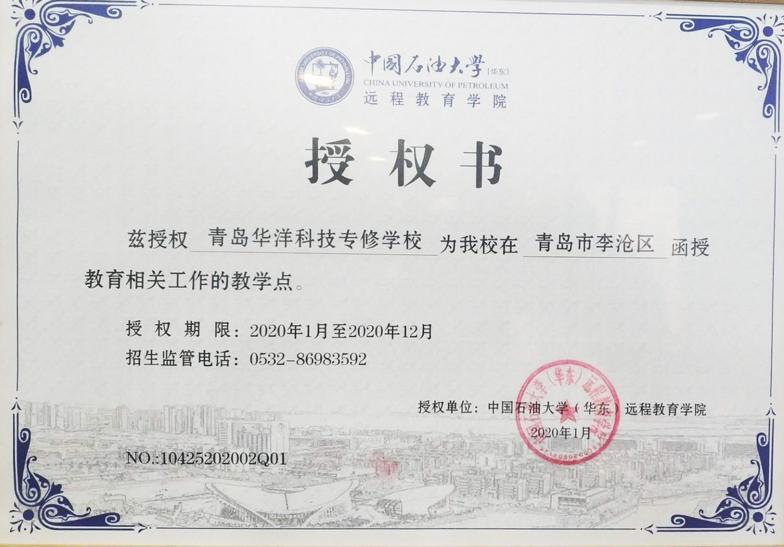 中国石油大学(华东)
CHINA UNIVERSITY OF PETROLEUM
远程教育学院
授权书
兹授权 青岛华洋科技专修学校 为我校在 青岛市李沧区 函授
教育相关工作的教学点。
授权期限：2020年1月至2020年12月
招生监管电话：0532-86983592
授权单位：中国石油大学（华东）远程教育学院
2020年1月
NO.:10425202002Q01